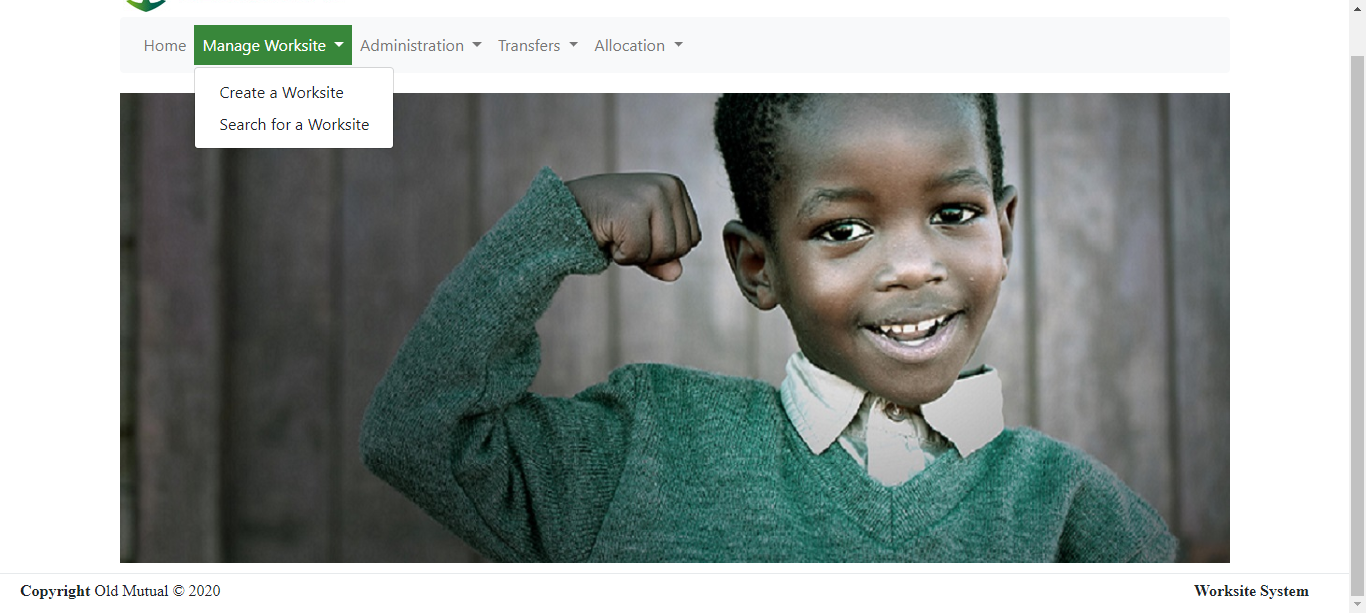 Home Manage Worksite Administration Transfers Allocation
Create a Worksite
Search for a Worksite
Copyright Old Mutual © 2020 Worksite System